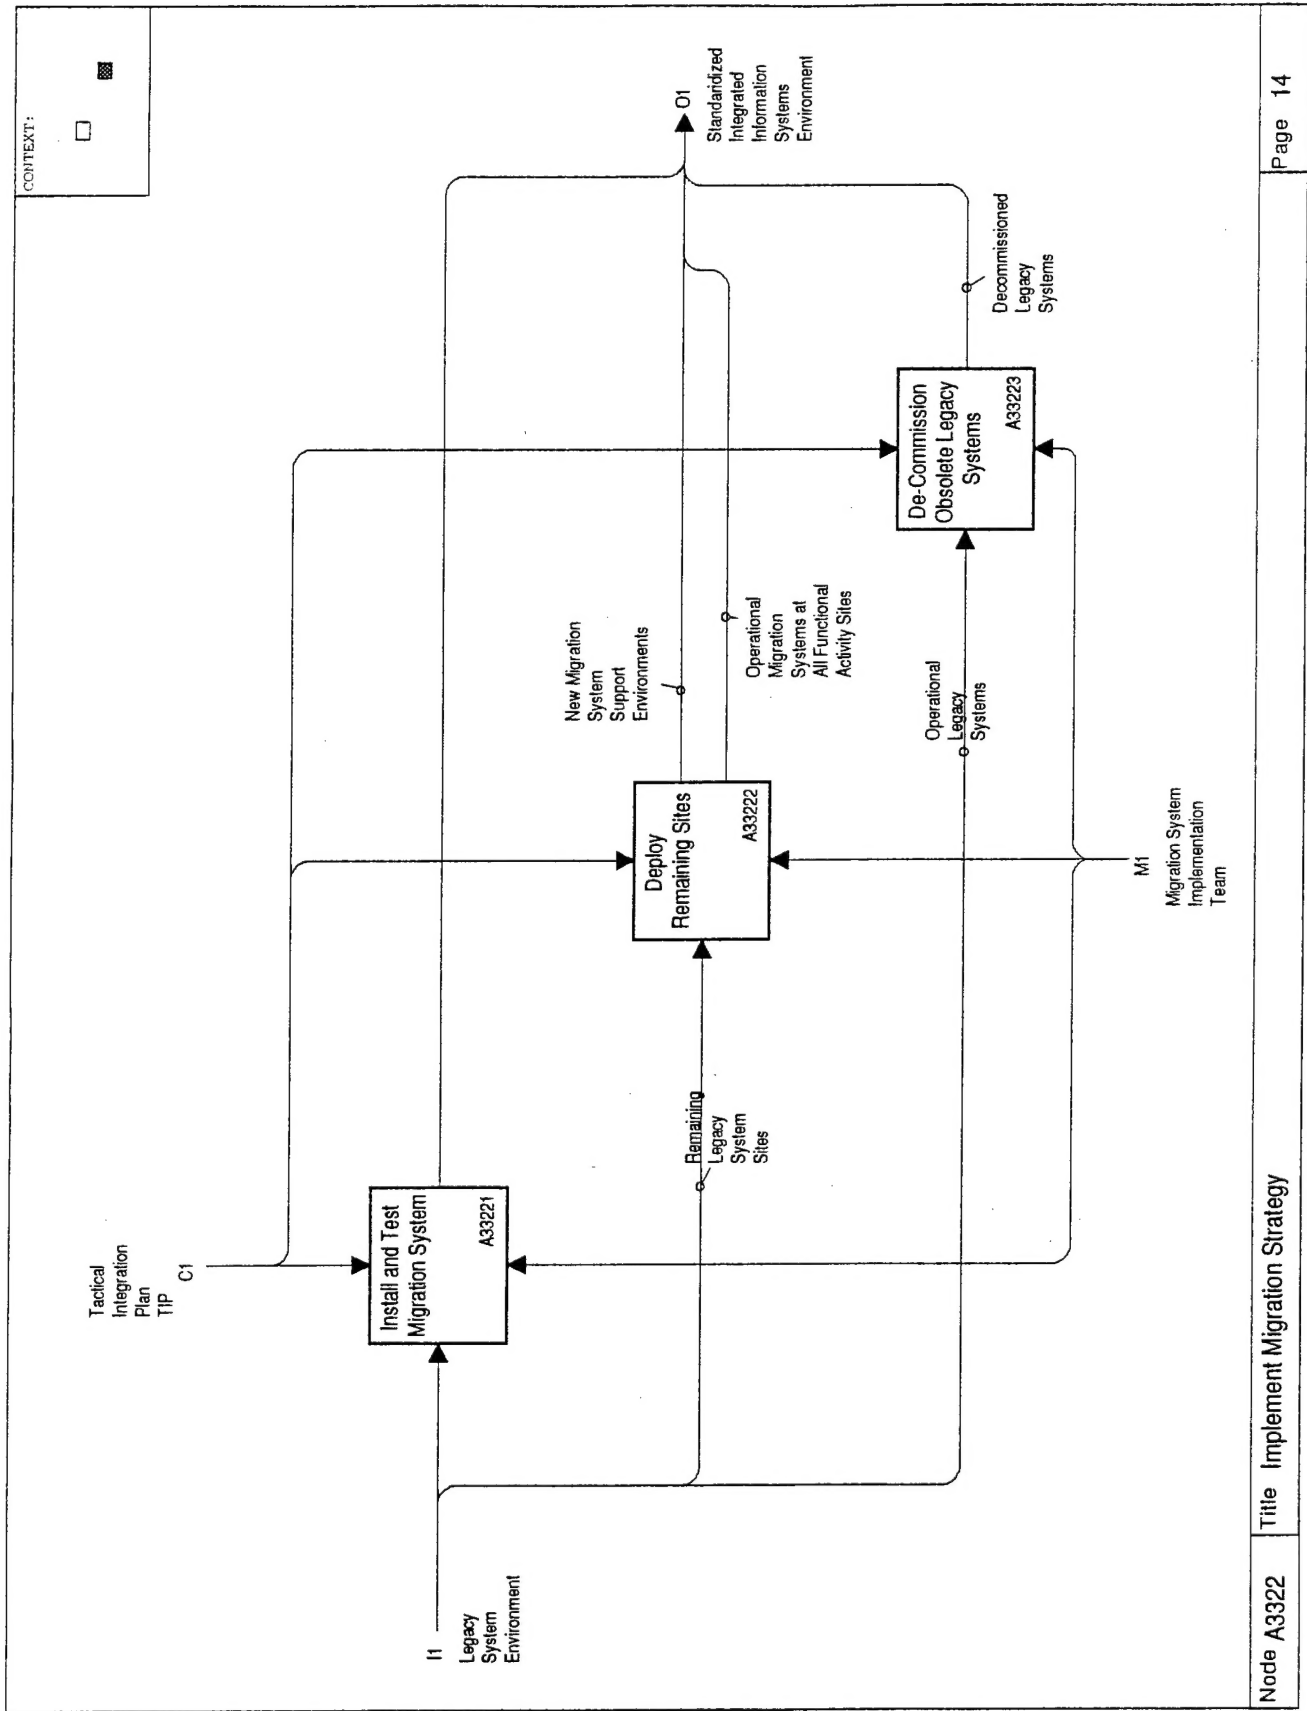 CONTEXT:
Tactical
Integration
Plan
TIP
C1
I1
Legacy
System
Environment
Install and Test
Migration System
A33221
Remaining
Legacy
System
Sites
Deploy
Remaining Sites
A33222
New Migration
System
Support
Environments
Operational
Migration
Systems at
All Functional
Activity Sites
Operational
Legacy
Systems
De-Commission
Obsolete Legacy
Systems
A33223
Decommissioned
Legacy
Systems
O1
Standaridized
Integrated
Information
Systems
Environment
M1
Migration System
Implementation
Team
Node A3322
Title Implement Migration Strategy
Page 14